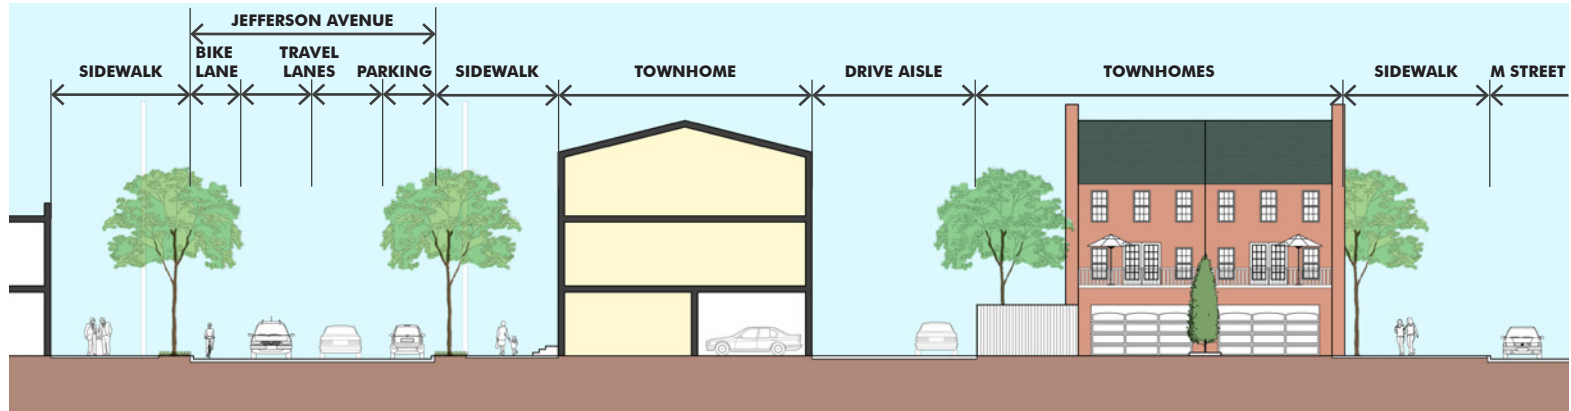 JEFFERSON AVENUE
SIDEWALK
BIKE
LANE
TRAVEL
LANES
PARKING
SIDEWALK
TOWNHOME
DRIVE AISLE
TOWNHOMES
SIDEWALK
M STREET